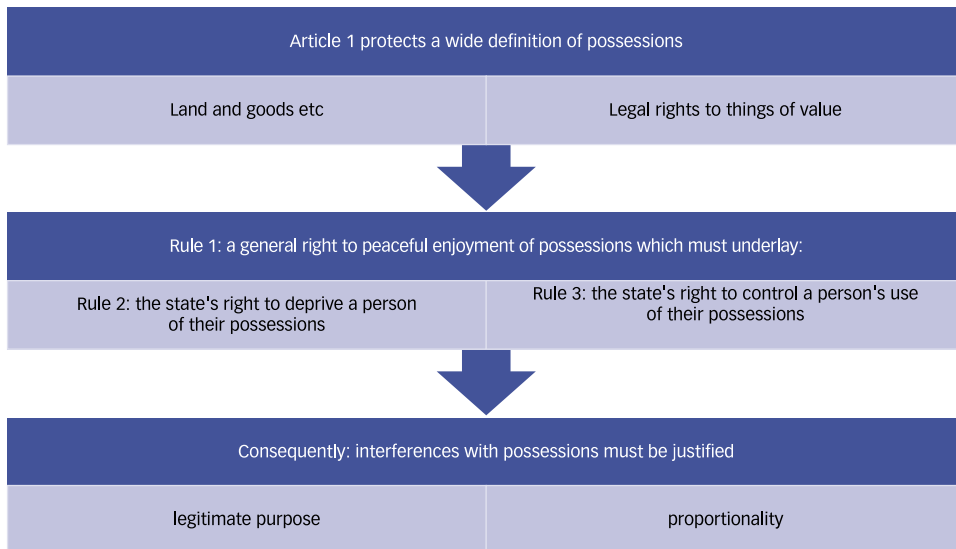 Article 1 protects a wide definition of possessions
Land and goods etc
Legal rights to things of value
Rule 1: a general right to peaceful enjoyment of possessions which must underlay:
Rule 2: the state's right to deprive a person
of their possessions
Rule 3: the state's right to control a person's use
of their possessions
Consequently: interferences with possessions must be justified
legitimate purpose
proportionality